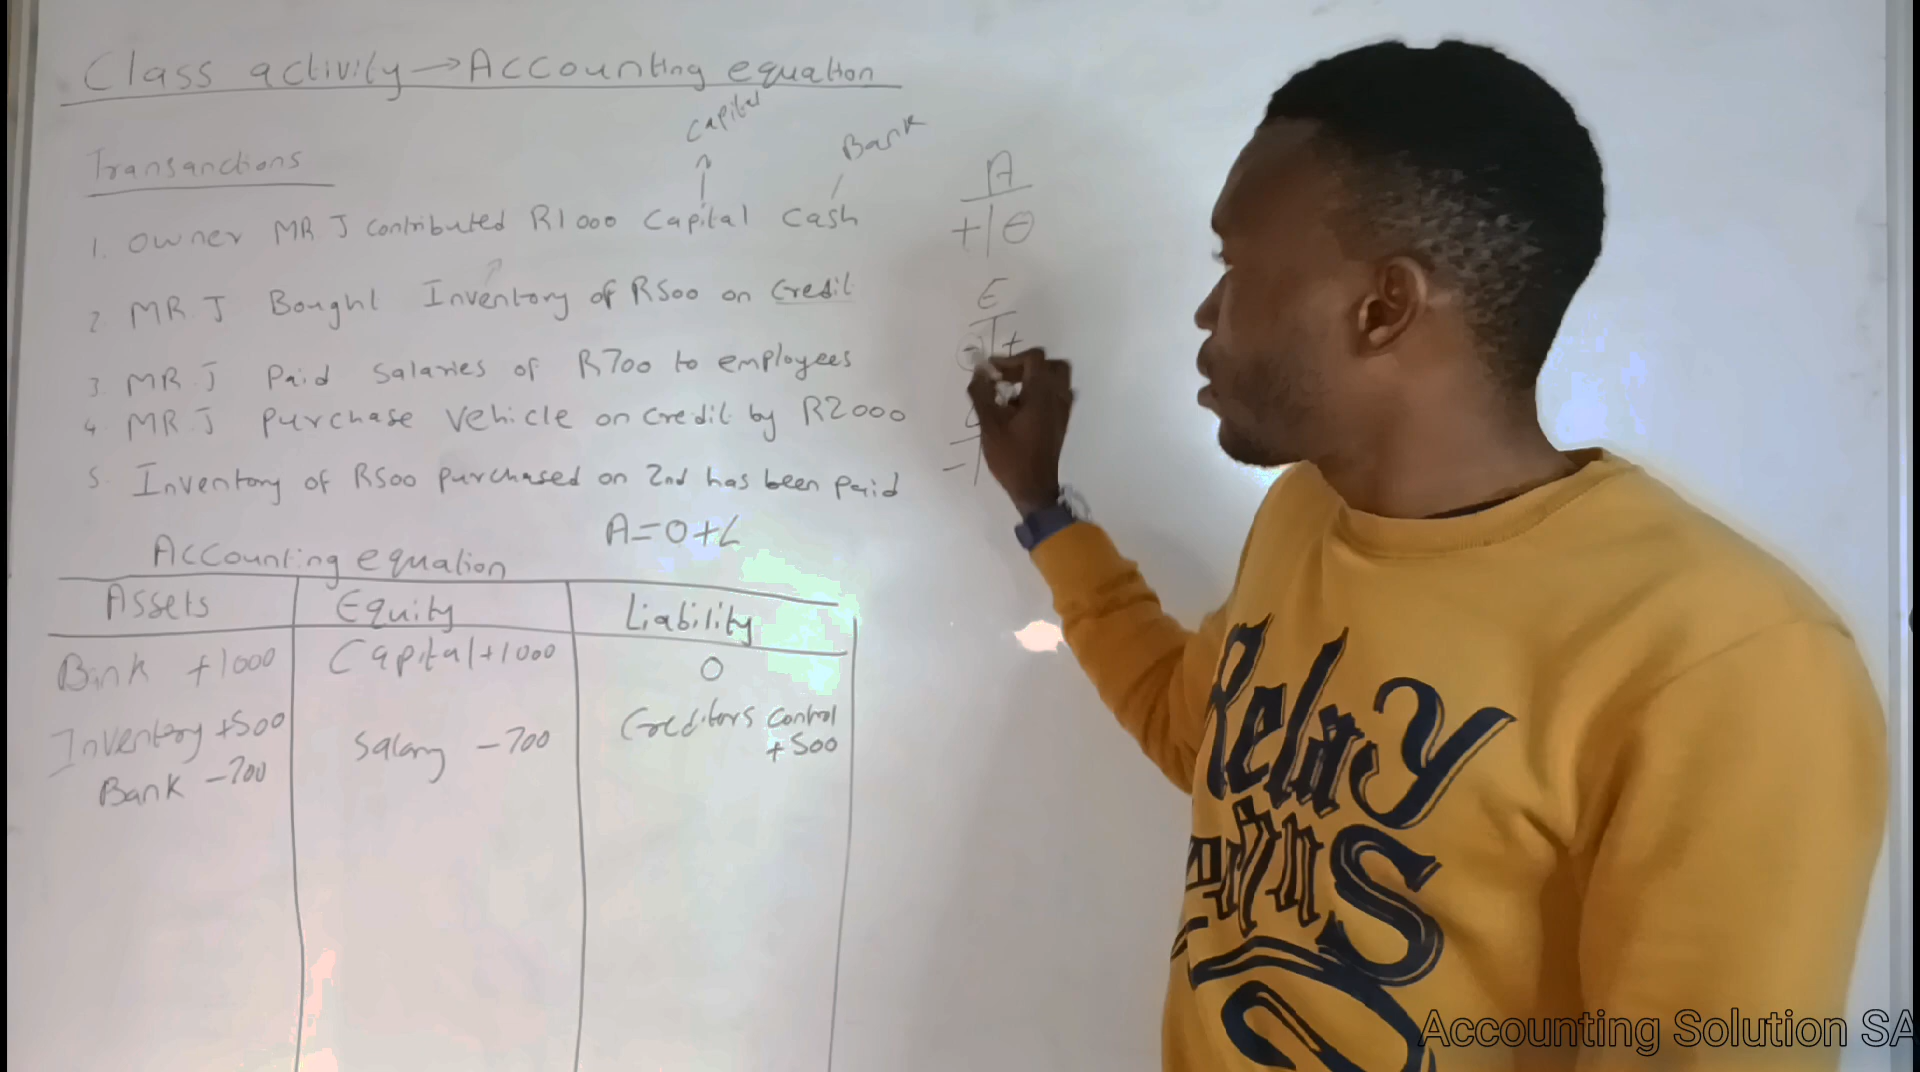 Class activity → Accounting equation
Capital
Bank
Transanctions
1. Owner MR J contributed R1000 Capital Cash
2 MR J Bought Inventory of R500 on Credit
3 MR J Paid Salaries of R700 to employees
4 MR J Purchase Vehicle on credit by R2000
5. Inventory of R500 purchased on 2nd has been paid
A
+ | -
E
- | +
-
A=O+L
Accounting equation
Assets Equity Liability
Bank +1000 Capital +1000 0
Inventory +500 Salary -700 Creditors Control +500
Bank -700
Relay
Accounting Solution SA